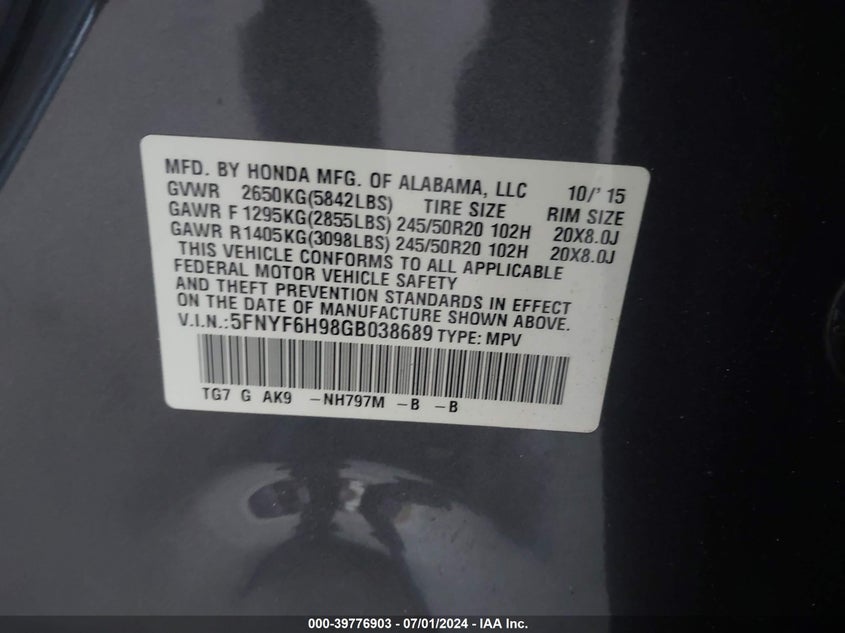 MFD. BY HONDA MFG. OF ALABAMA, LLC 10/' 15
GVWR 2650KG(5842LBS) TIRE SIZE RIM SIZE
GAWR F 1295KG(2855LBS) 245/50R20 102H 20X8.0J
GAWR R1405KG(3098LBS) 245/50R20 102H 20X8.0J
THIS VEHICLE CONFORMS TO ALL APPLICABLE
FEDERAL MOTOR VEHICLE SAFETY
AND THEFT PREVENTION STANDARDS IN EFFECT
ON THE DATE OF MANUFACTURE SHOWN ABOVE.
V.I.N.:5FNYF6H98GB038689 TYPE: MPV
TG7 G AK9 -NH797M -B -B
000-39776903 - 07/01/2024 - IAA Inc.